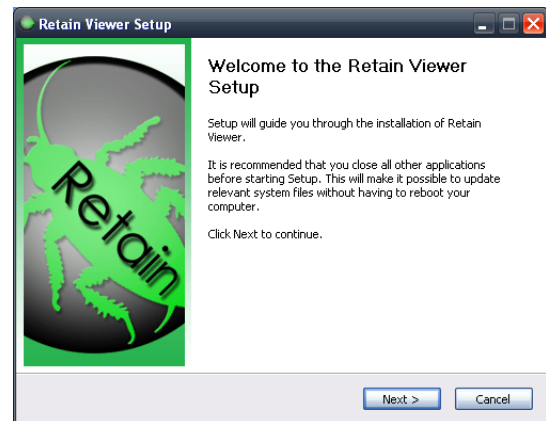 Retain Viewer Setup
Welcome to the Retain Viewer
Setup
Setup will guide you through the installation of Retain
Viewer.
It is recommended that you close all other applications
before starting Setup. This will make it possible to update
relevant system files without having to reboot your
computer.
Click Next to continue.
Retain
Next >
Cancel